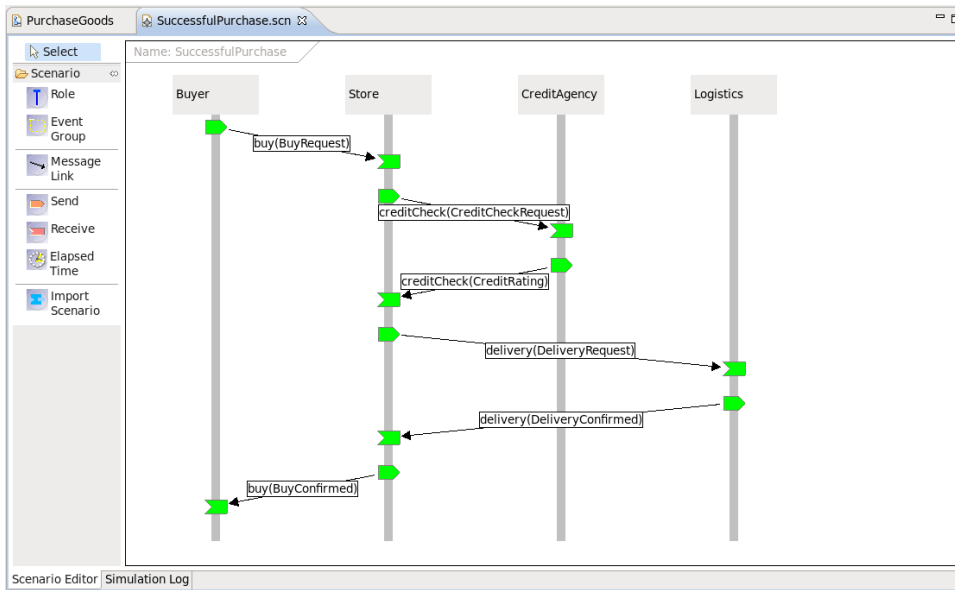 PurchaseGoods
SuccessfulPurchase.scn
Select
Scenario
Role
Event
Group
Message
Link
Send
Receive
Elapsed
Time
Import
Scenario
Name: SuccessfulPurchase
Buyer
Store
CreditAgency
Logistics
buy(BuyRequest)
creditCheck(CreditCheckRequest)
creditCheck(CreditRating)
delivery(DeliveryRequest)
delivery(DeliveryConfirmed)
buy(BuyConfirmed)
Scenario Editor
Simulation Log